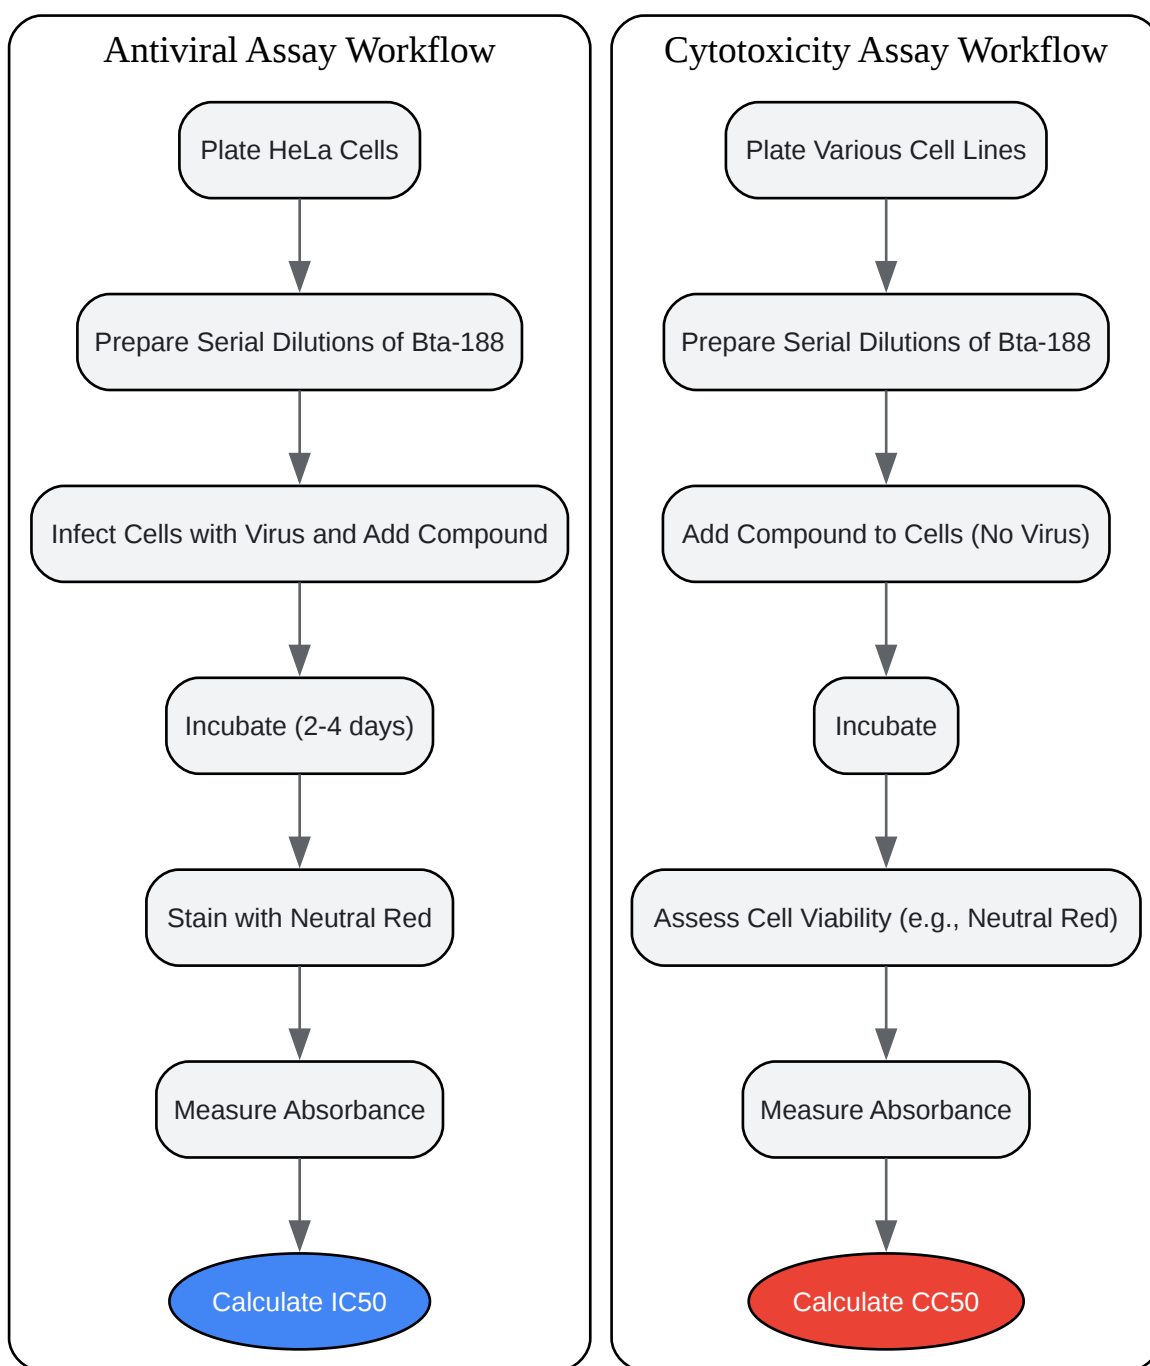 Antiviral Assay Workflow
Plate HeLa Cells
Prepare Serial Dilutions of Bta-188
Infect Cells with Virus and Add Compound
Incubate (2-4 days)
Stain with Neutral Red
Measure Absorbance
Calculate IC50
Cytotoxicity Assay Workflow
Plate Various Cell Lines
Prepare Serial Dilutions of Bta-188
Add Compound to Cells (No Virus)
Incubate
Assess Cell Viability (e.g., Neutral Red)
Measure Absorbance
Calculate CC50